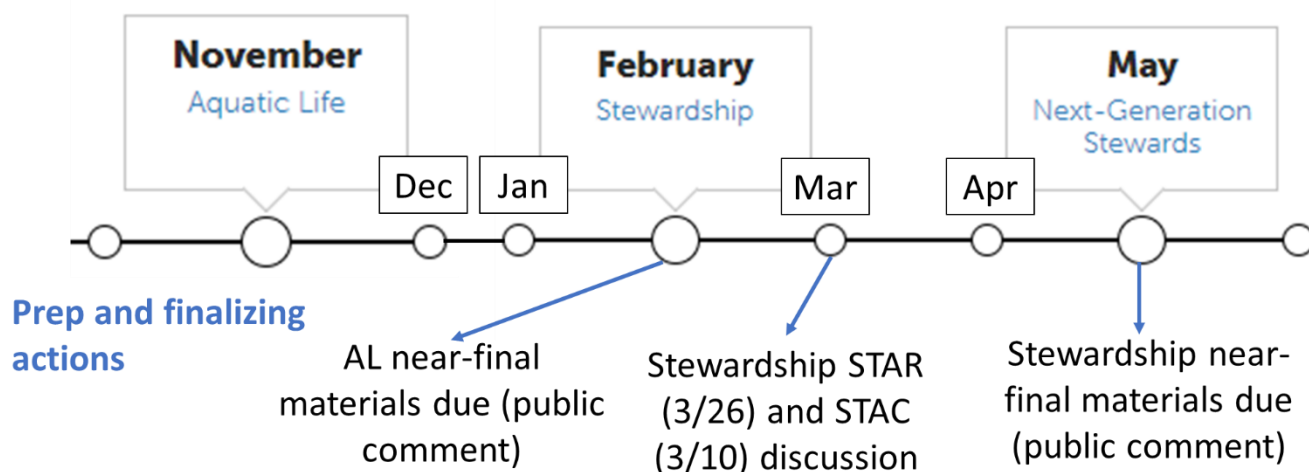 November
Aquatic Life
February
Stewardship
May
Next-Generation
Stewards
Dec
Jan
Mar
Apr
Prep and finalizing
actions
AL near-final
materials due (public
comment)
Stewardship STAR
(3/26) and STAC
(3/10) discussion
Stewardship near-
final materials due
(public comment)